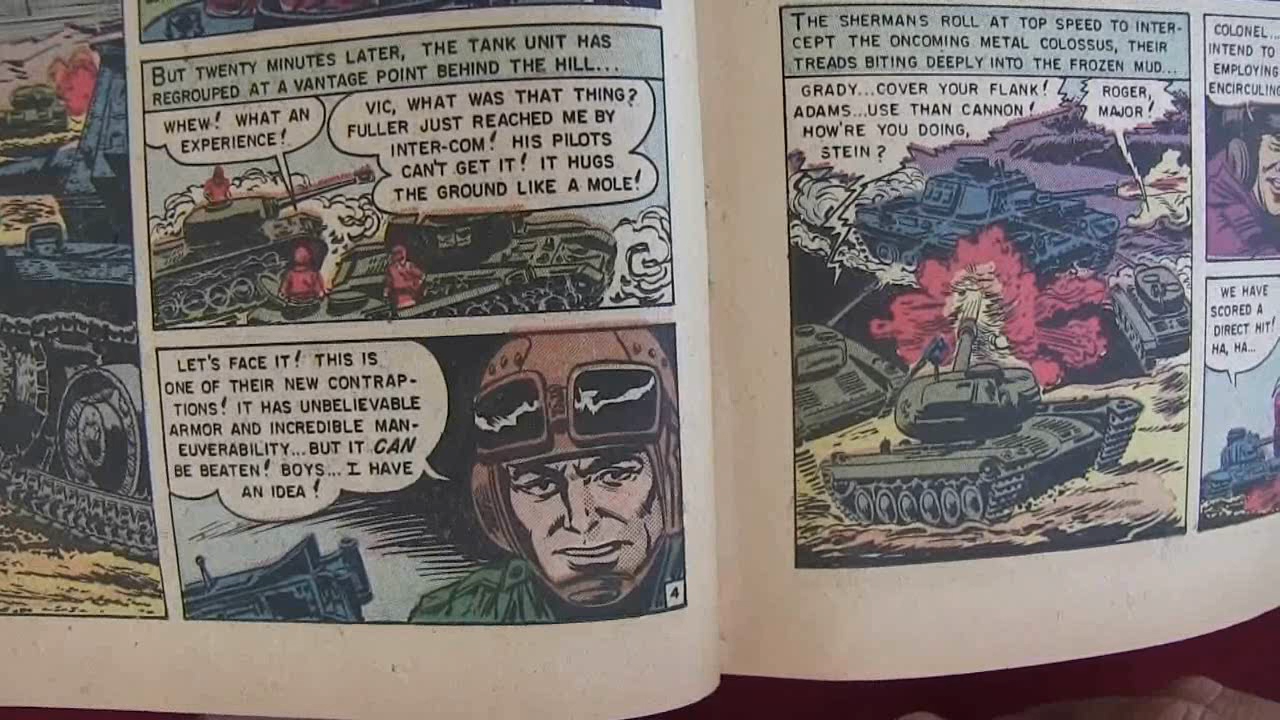 BUT TWENTY MINUTES LATER, THE TANK UNIT HAS
REGROUPED AT A VANTAGE POINT BEHIND THE HILL...
WHEW! WHAT AN
EXPERIENCE!
VIC, WHAT WAS THAT THING?
FULLER JUST REACHED ME BY
INTER-COM! HIS PILOTS
CAN'T GET IT! IT HUGS
THE GROUND LIKE A MOLE!
LET'S FACE IT! THIS IS
ONE OF THEIR NEW CONTRAP-
TIONS! IT HAS UNBELIEVABLE
ARMOR AND INCREDIBLE MAN-
EUVERABILITY...BUT IT CAN
BE BEATEN! BOYS...I HAVE
AN IDEA!
4
THE SHERMANS ROLL AT TOP SPEED TO INTER-
CEPT THE ONCOMING METAL COLOSSUS, THEIR
TREADS BITING DEEPLY INTO THE FROZEN MUD...
GRADY...COVER YOUR FLANK!
ADAMS...USE THAN CANNON!
HOW'RE YOU DOING,
STEIN?
ROGER,
MAJOR!
COLONEL...
INTEND TO
EMPLOYING
ENCIRCLING
WE HAVE
SCORED A
DIRECT HIT!
HA, HA...